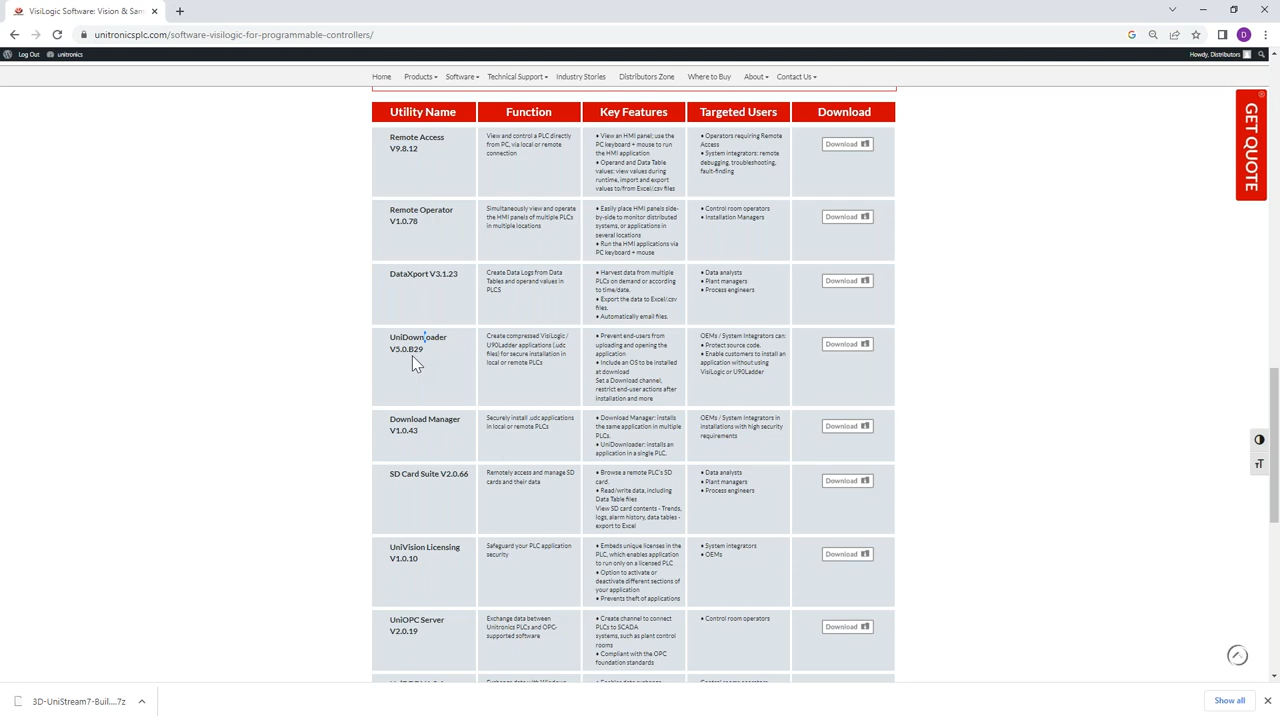 VisiLogic Software: Vision & Sam
unitronicsplc.com/software-visilogic-for-programmable-controllers/
D
Log Out
unitronics
Howdy, Distributors
Home
Products
Software
Technical Support
Industry Stories
Distributors Zone
Where to Buy
About
Contact Us
GET QUOTE
Utility Name
Function
Key Features
Targeted Users
Download
Remote Access
V9.8.12
View and control a PLC directly
from PC, via local or remote
connection
• View an HMI panel; use the
PC keyboard + mouse to run
the HMI application
• Operand and Data Table
values: view values during
runtime, import and export
values to/from Excel/.csv files
• Operators requiring Remote
Access
• System integrators: remote
debugging, troubleshooting,
fault-finding
Download
Remote Operator
V1.0.78
Simultaneously view and operate
the HMI panels of multiple PLCs
in multiple locations
• Easily place HMI panels side-
by-side to monitor distributed
systems, or applications in
several locations
• Run the HMI applications via
PC keyboard + mouse
• Control room operators
• Installation Managers
Download
DataXport V3.1.23
Create Data Logs from Data
Tables and operand values in
PLCS
• Harvest data from multiple
PLCs on demand or according
to time/date.
• Export the data to Excel/.csv
files.
• Automatically email files.
• Data analysts
• Plant managers
• Process engineers
Download
UniDownloader
V5.0.B29
Create compressed VisiLogic /
U90Ladder applications (.udc
files) for secure installation in
local or remote PLCs
• Prevent end-users from
uploading and opening the
application
• Include an OS to be installed
at download
Set a Download channel,
restrict end-user actions after
installation and more
OEMs / System Integrators can:
• Protect source code.
• Enable customers to install an
application without using
VisiLogic or U90Ladder
Download
Download Manager
V1.0.43
Securely install .udc applications
in local or remote PLCs
• Download Manager: installs
the same application in multiple
PLCs.
• UniDownloader: installs an
application in a single PLC.
OEMs / System Integrators in
installations with high security
requirements
Download
SD Card Suite V2.0.66
Remotely access and manage SD
cards and their data
• Browse a remote PLC's SD
card.
• Read/write data, including
Data Table files
View SD card contents - Trends,
logs, alarm history, data tables -
export to Excel
• Data analysts
• Plant managers
• Process engineers
Download
UniVision Licensing
V1.0.10
Safeguard your PLC application
security
• Embeds unique licenses in the
PLC, which enables application
to run only on a licensed PLC
• Option to activate or
deactivate different sections of
your application
• Prevents theft of applications
• System integrators
• OEMs
Download
UniOPC Server
V2.0.19
Exchange data between
Unitronics PLCs and OPC-
supported software
• Create channel to connect
PLCs to SCADA
systems, such as plant control
rooms
• Compliant with the OPC
foundation standards
• Control room operators
Download
3D-UniStream7-Buil....7z
Show all